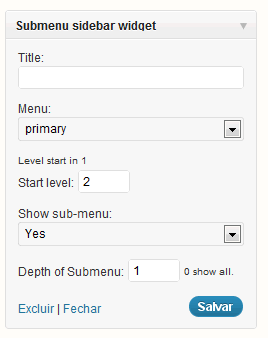 Submenu sidebar widget
Title:
Menu:
primary
Level start in 1
Start level: 2
Show sub-menu:
Yes
Depth of Submenu: 1 0 show all.
Excluir | Fechar Salvar